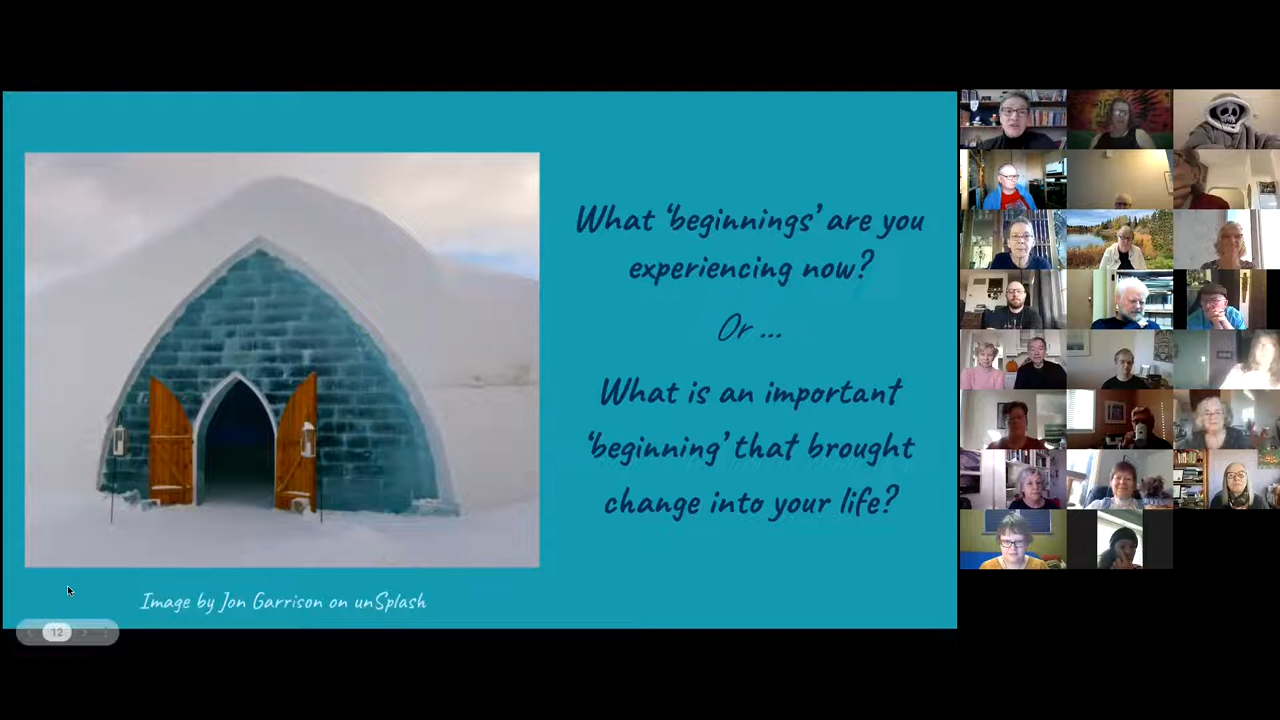 What ‘beginnings’ are you
experiencing now?
Or ...
What is an important
‘beginning’ that brought
change into your life?
Image by Jon Garrison on unSplash
12